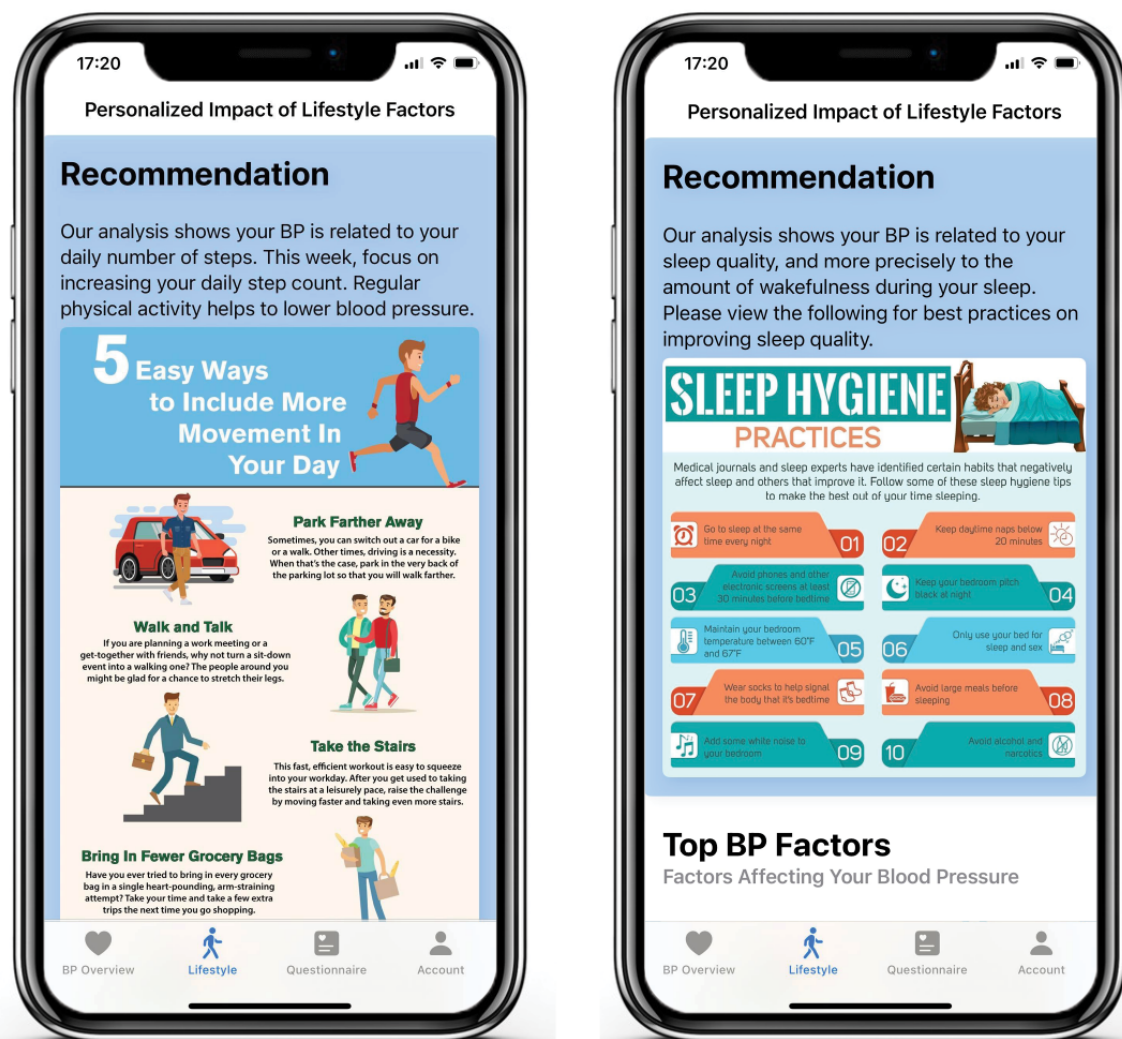 17:20
Personalized Impact of Lifestyle Factors
Recommendation
Our analysis shows your BP is related to your
daily number of steps. This week, focus on
increasing your daily step count. Regular
physical activity helps to lower blood pressure.
5 Easy Ways
to Include More
Movement In
Your Day
Park Farther Away
Sometimes, you can switch out a car for a bike
or a walk. Other times, driving is a necessity.
When that's the case, park in the very back of
the parking lot so that you will walk farther.
Walk and Talk
If you are planning a work meeting or a
get-together with friends, why not turn a sit-down
event into a walking one? The people around you
might be glad for a chance to stretch their legs.
Take the Stairs
This fast, efficient workout is easy to squeeze
into your workday. After you get used to taking
the stairs at a leisurely pace, raise the challenge
by moving faster and taking even more stairs.
Bring In Fewer Grocery Bags
Have you ever tried to bring in every grocery
bag in a single heart-pounding, arm-straining
attempt? Take your time and take a few extra
trips the next time you go shopping.
BP Overview
Lifestyle
Questionnaire
Account
17:20
Personalized Impact of Lifestyle Factors
Recommendation
Our analysis shows your BP is related to your
sleep quality, and more precisely to the
amount of wakefulness during your sleep.
Please view the following for best practices on
improving sleep quality.
SLEEP HYGIENE
PRACTICES
Medical journals and sleep experts have identified certain habits that negatively
affect sleep and others that improve it. Follow some of these sleep hygiene tips
to make the best out of your time sleeping.
Go to sleep at the same
time every night
01
02
Keep daytime naps below
20 minutes
03
Avoid phones and other
electronic screens at least
30 minutes before bedtime
Keep your bedroom pitch
black at night
04
Maintain your bedroom
temperature between 60°F
and 67°F
05
06
Only use your bed for
sleep and sex
07
Wear socks to help signal
the body that it's bedtime
Avoid large meals before
sleeping
08
Add some white noise to
your bedroom
09
10
Avoid alcohol and
narcotics
Top BP Factors
Factors Affecting Your Blood Pressure
BP Overview
Lifestyle
Questionnaire
Account